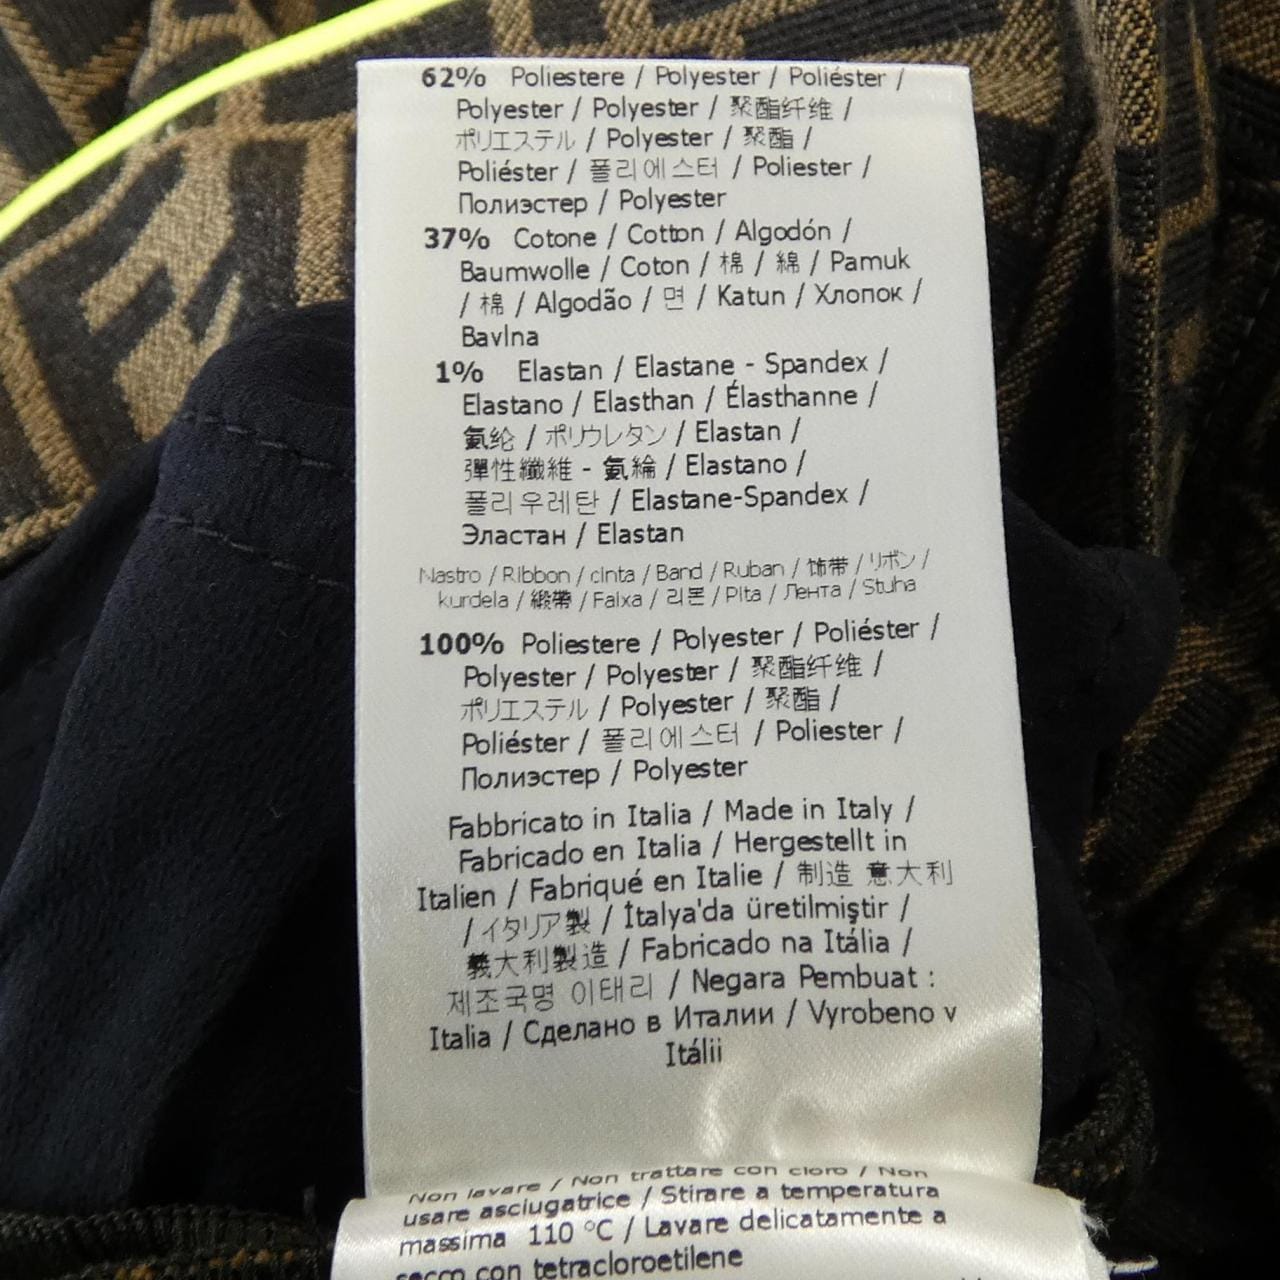 62% Poliestere / Polyester / Poliéster /
Polyester / Polyester / 聚酯纤维 /
ポリエステル / Polyester / 聚酯 /
Poliéster / 폴리에스터 / Poliester /
Полиэстер / Polyester
37% Cotone / Cotton / Algodón /
Baumwolle / Coton / 棉 / 綿 / Pamuk
/ 棉 / Algodão / 면 / Katun / Хлопок /
Bavlna
1% Elastan / Elastane - Spandex /
Elastano / Elasthan / Élasthanne /
氨纶 / ポリウレタン / Elastan /
彈性纖維 - 氨綸 / Elastano /
폴리우레탄 / Elastane-Spandex /
Эластан / Elastan
Nastro / Ribbon / cinta / Band / Ruban / 饰带 / リボン /
kurdela / 緞帶 / Faixa / 리본 / Pita / Лента / Stuha
100% Poliestere / Polyester / Poliéster /
Polyester / Polyester / 聚酯纤维 /
ポリエステル / Polyester / 聚酯 /
Poliéster / 폴리에스터 / Poliester /
Полиэстер / Polyester
Fabbricato in Italia / Made in Italy /
Fabricado en Italia / Hergestellt in
Italien / Fabriqué en Italie / 制造 意大利
/ イタリア製 / İtalya'da üretilmiştir /
義大利製造 / Fabricado na Itália /
제조국명 이태리 / Negara Pembuat :
Italia / Сделано в Италии / Vyrobeno v
Itálii
Non lavare / Non trattare con cloro / Non
usare asciugatrice / Stirare a temperatura
massima 110 °C / Lavare delicatamente a
secco con tetracloroetilene